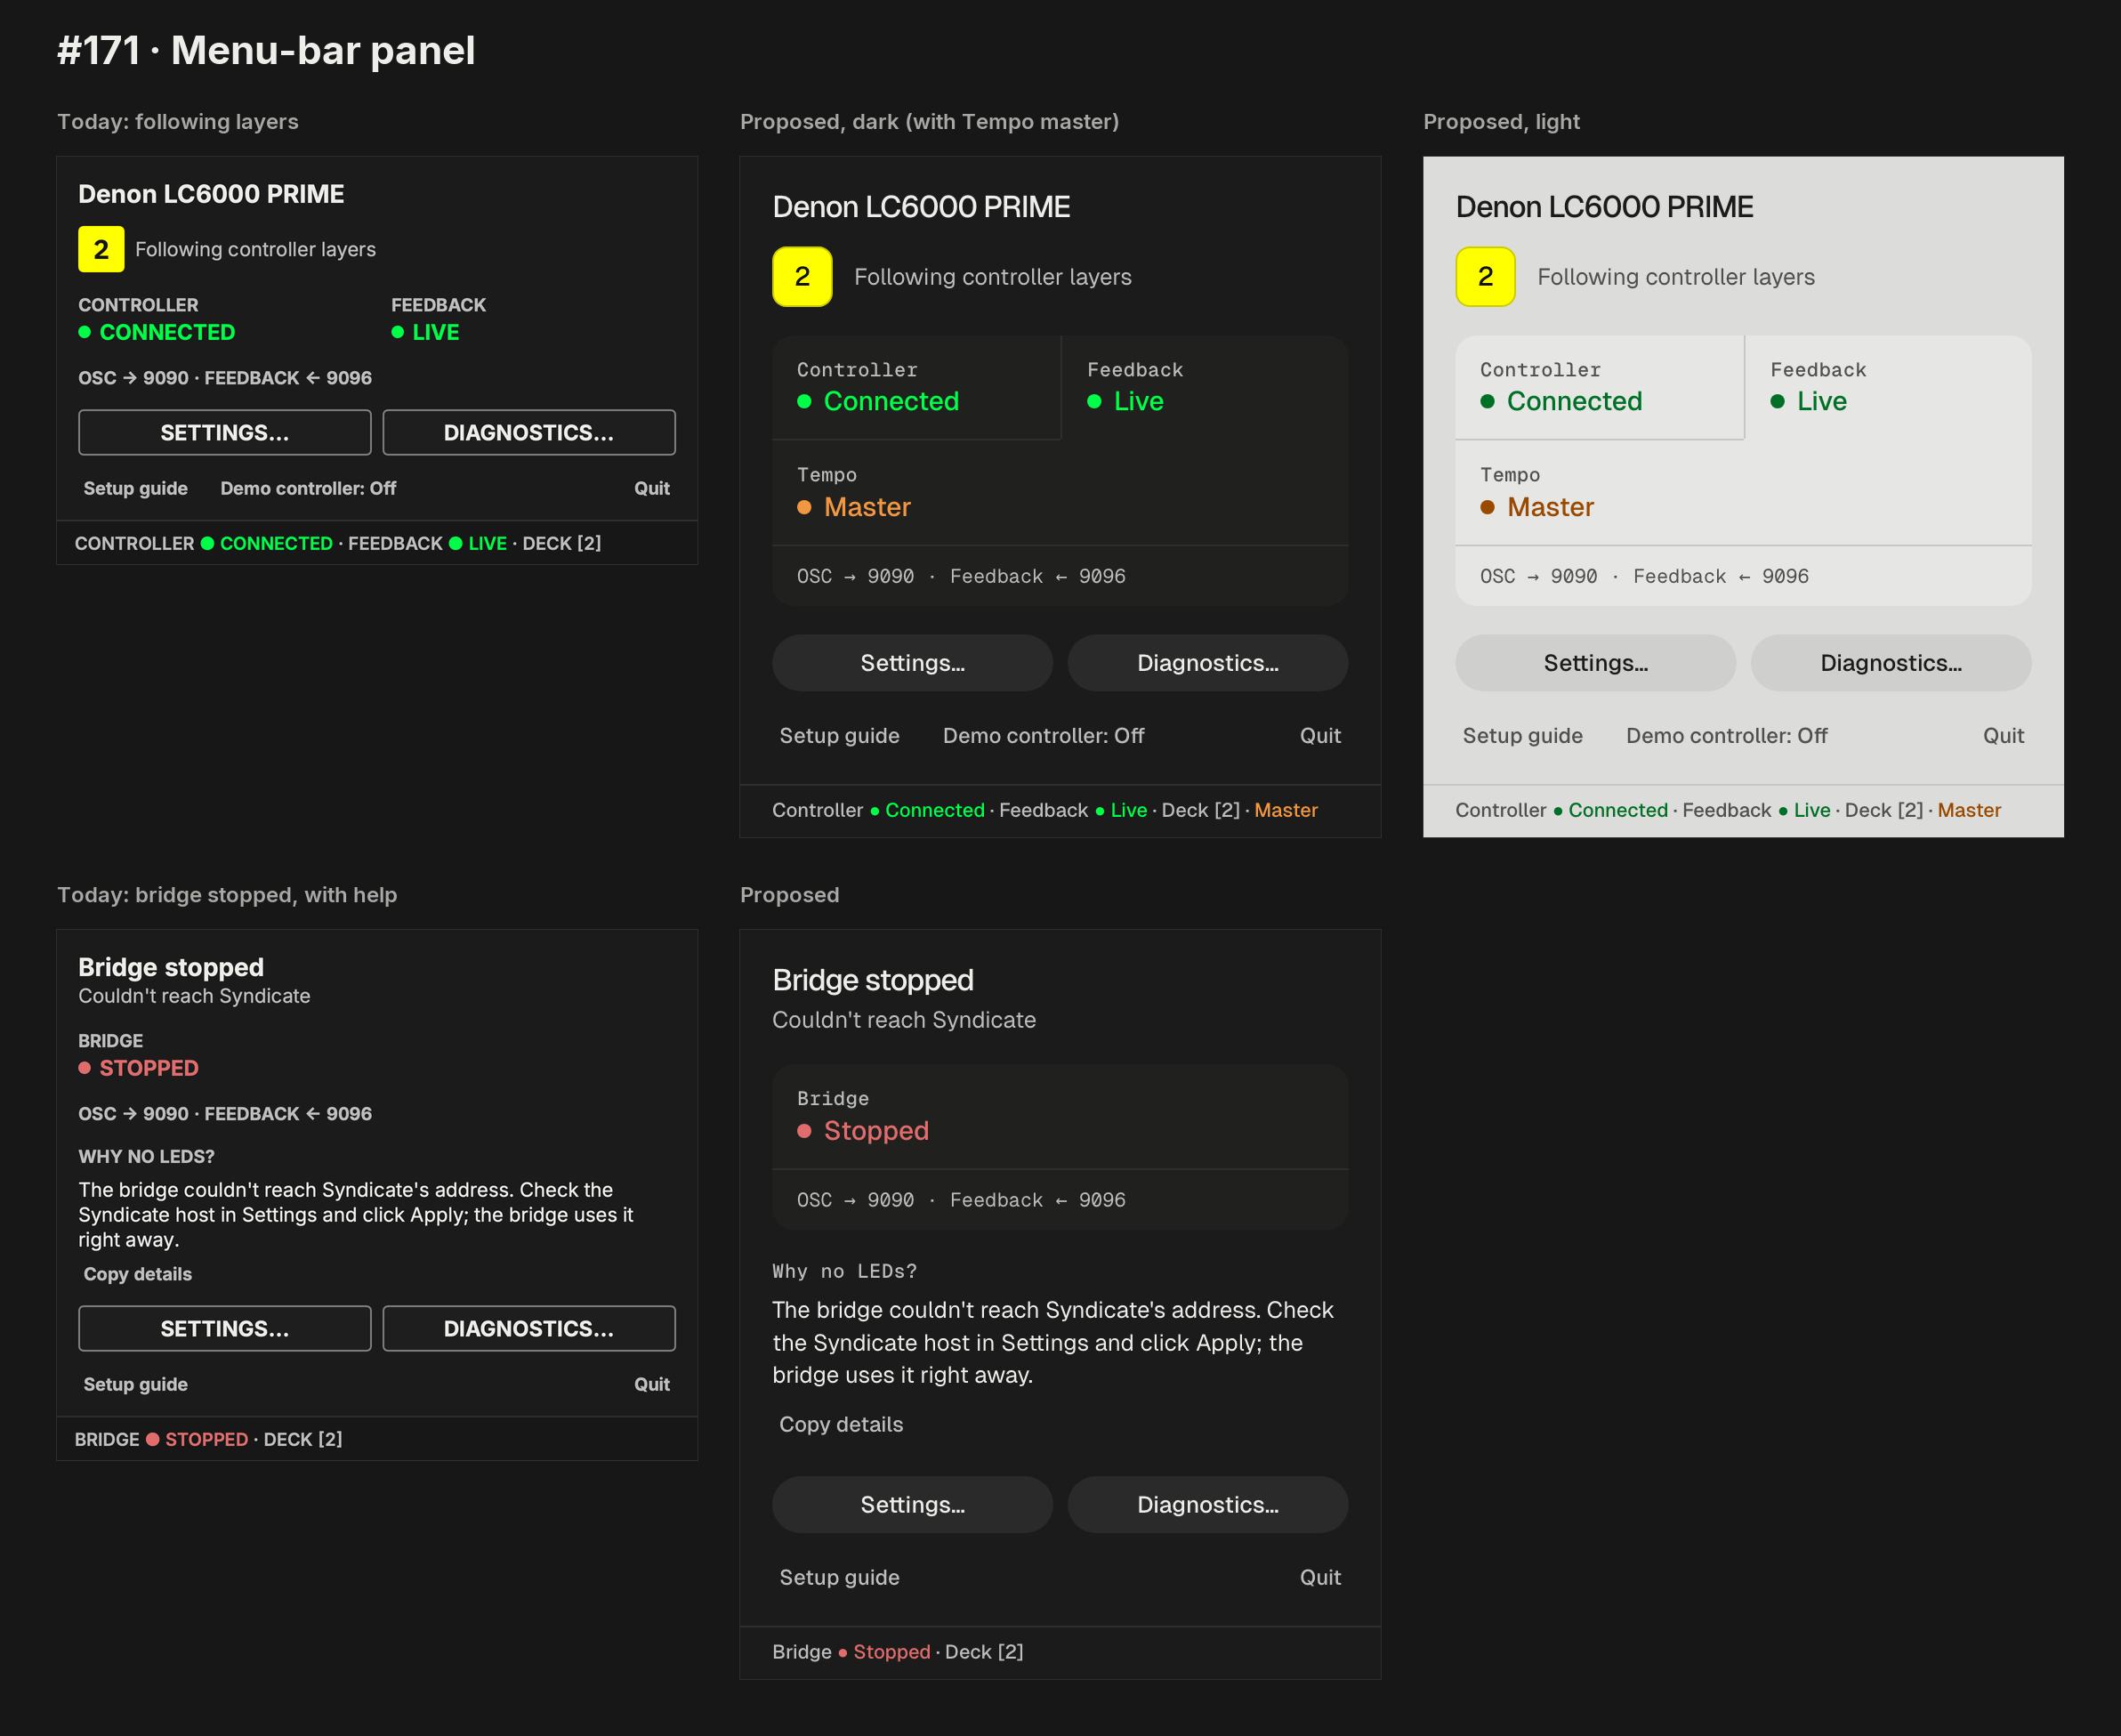 #171 · Menu-bar panel
Today: following layers
Denon LC6000 PRIME
2 Following controller layers
CONTROLLER FEEDBACK
● CONNECTED ● LIVE
OSC → 9090 · FEEDBACK ← 9096
SETTINGS... DIAGNOSTICS...
Setup guide Demo controller: Off Quit
CONTROLLER ● CONNECTED · FEEDBACK ● LIVE · DECK [2]
Proposed, dark (with Tempo master)
Denon LC6000 PRIME
2 Following controller layers
Controller Feedback
● Connected ● Live
Tempo
● Master
OSC → 9090 · Feedback ← 9096
Settings... Diagnostics...
Setup guide Demo controller: Off Quit
Controller ● Connected · Feedback ● Live · Deck [2] · Master
Proposed, light
Denon LC6000 PRIME
2 Following controller layers
Controller Feedback
● Connected ● Live
Tempo
● Master
OSC → 9090 · Feedback ← 9096
Settings... Diagnostics...
Setup guide Demo controller: Off Quit
Controller ● Connected · Feedback ● Live · Deck [2] · Master
Today: bridge stopped, with help
Bridge stopped
Couldn't reach Syndicate
BRIDGE
● STOPPED
OSC → 9090 · FEEDBACK ← 9096
WHY NO LEDS?
The bridge couldn't reach Syndicate's address. Check the
Syndicate host in Settings and click Apply; the bridge uses it
right away.
Copy details
SETTINGS... DIAGNOSTICS...
Setup guide Quit
BRIDGE ● STOPPED · DECK [2]
Proposed
Bridge stopped
Couldn't reach Syndicate
Bridge
● Stopped
OSC → 9090 · Feedback ← 9096
Why no LEDs?
The bridge couldn't reach Syndicate's address. Check
the Syndicate host in Settings and click Apply; the
bridge uses it right away.
Copy details
Settings... Diagnostics...
Setup guide Quit
Bridge ● Stopped · Deck [2]